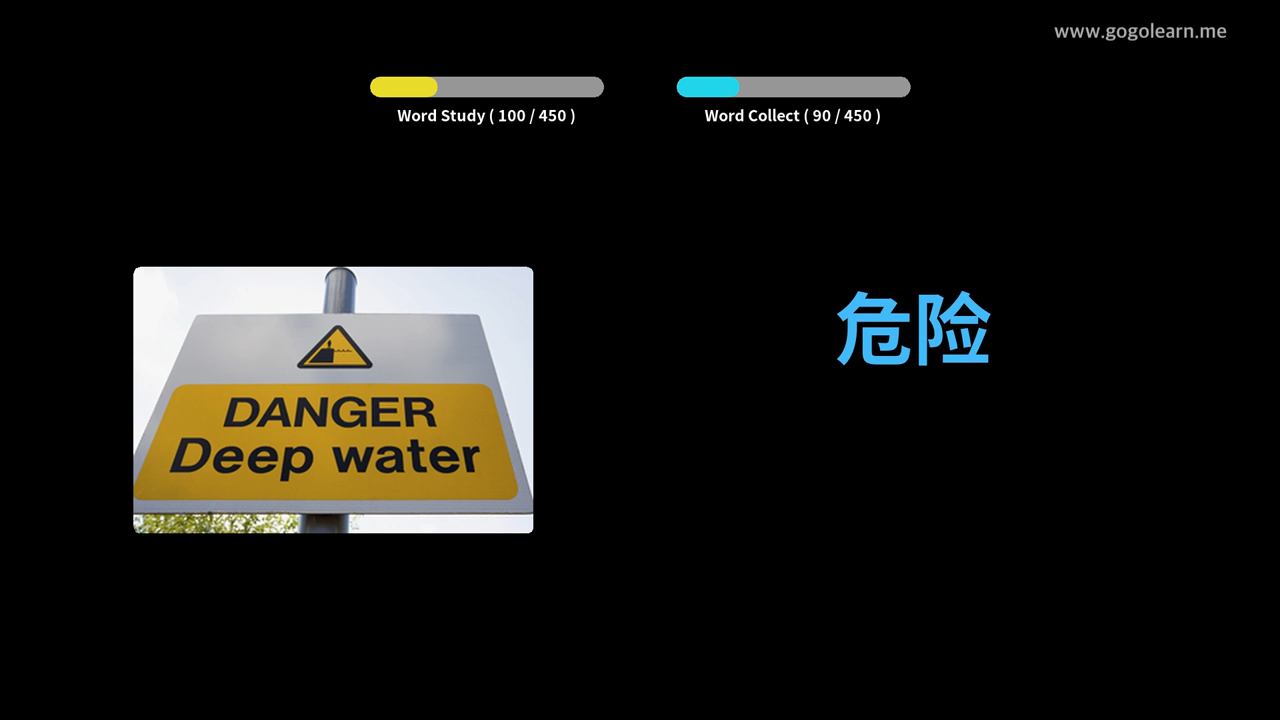 www.gogolearn.me
Word Study ( 100 / 450 )
Word Collect ( 90 / 450 )
DANGER
Deep water
危险